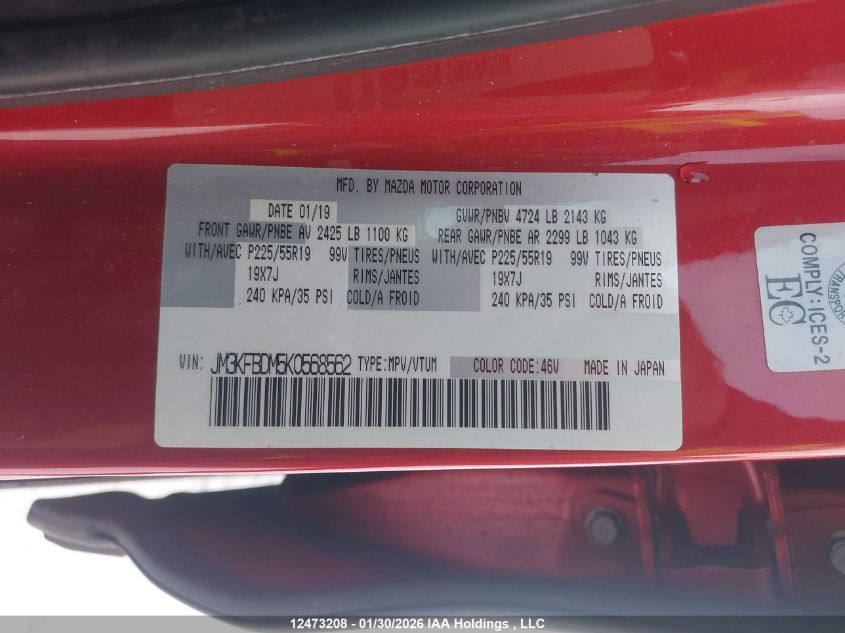 MFD. BY MAZDA MOTOR CORPORATION
DATE 01/19 GVWR/PNBV 4724 LB 2143 KG
FRONT GAWR/PNBE AV 2425 LB 1100 KG REAR GAWR/PNBE AR 2299 LB 1043 KG
WITH/AVEC P225/55R19 99V TIRES/PNEUS WITH/AVEC P225/55R19 99V TIRES/PNEUS
19X7J RIMS/JANTES 19X7J RIMS/JANTES
240 KPA/35 PSI COLD/A FROID 240 KPA/35 PSI COLD/A FROID
VIN: JM3KFBDM5K0568562 TYPE:MPV/VTUM COLOR CODE:46V MADE IN JAPAN
COMPLY:ICES-2
EC
TRANSPORT
12473208 - 01/30/2026 IAA Holdings , LLC